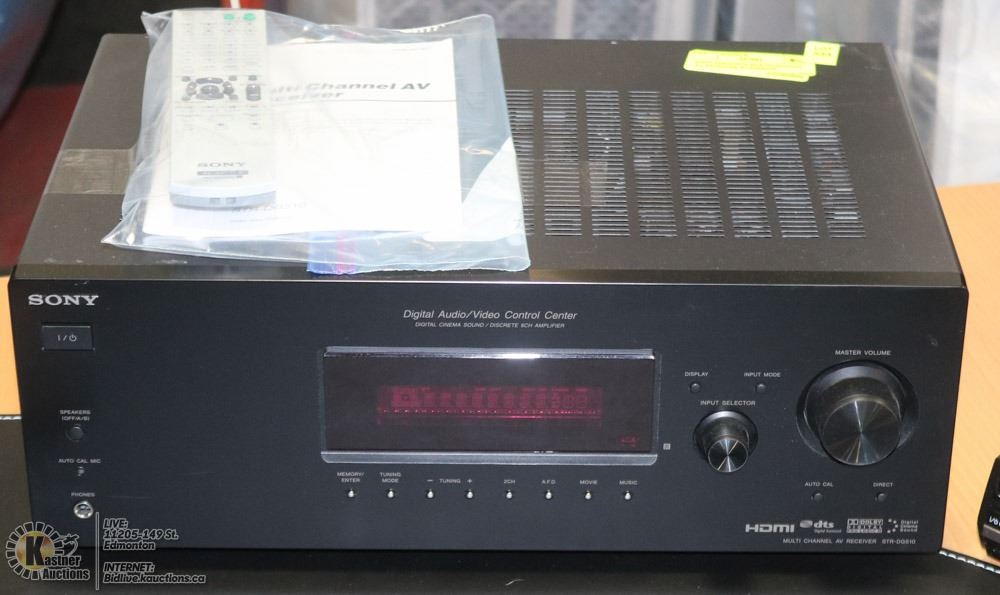 Multi Channel AV
Receiver
SONY
SONY
I/⏻
Digital Audio/Video Control Center
DIGITAL CINEMA SOUND / DISCRETE 6CH AMPLIFIER
MASTER VOLUME
DISPLAY
INPUT MODE
INPUT SELECTOR
SPEAKERS
(OFF/A/B)
AUTO CAL MIC
PHONES
MEMORY/
ENTER
TUNING
MODE
− TUNING +
2CH
A.F.D
MOVIE
MUSIC
AUTO CAL
DIRECT
HDMI
dts
Digital Surround
DOLBY
DIGITAL
Digital
Cinema
Sound
MULTI CHANNEL AV RECEIVER STR-DG510
Kastner
Auctions
LIVE:
11205-149 St.
Edmonton
INTERNET:
Bidlive.kauctions.ca